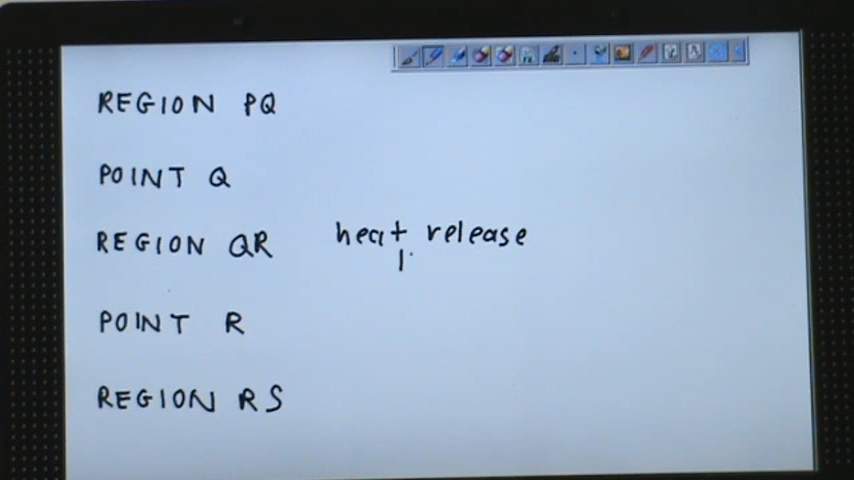 REGION PQ
POINT Q
REGION QR heat release
POINT R
REGION RS